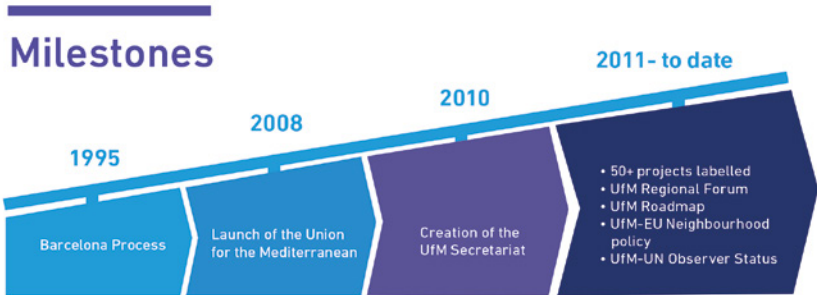 Milestones
1995
Barcelona Process
2008
Launch of the Union
for the Mediterranean
2010
Creation of the
UfM Secretariat
2011- to date
• 50+ projects labelled
• UfM Regional Forum
• UfM Roadmap
• UfM-EU Neighbourhood
policy
• UfM-UN Observer Status